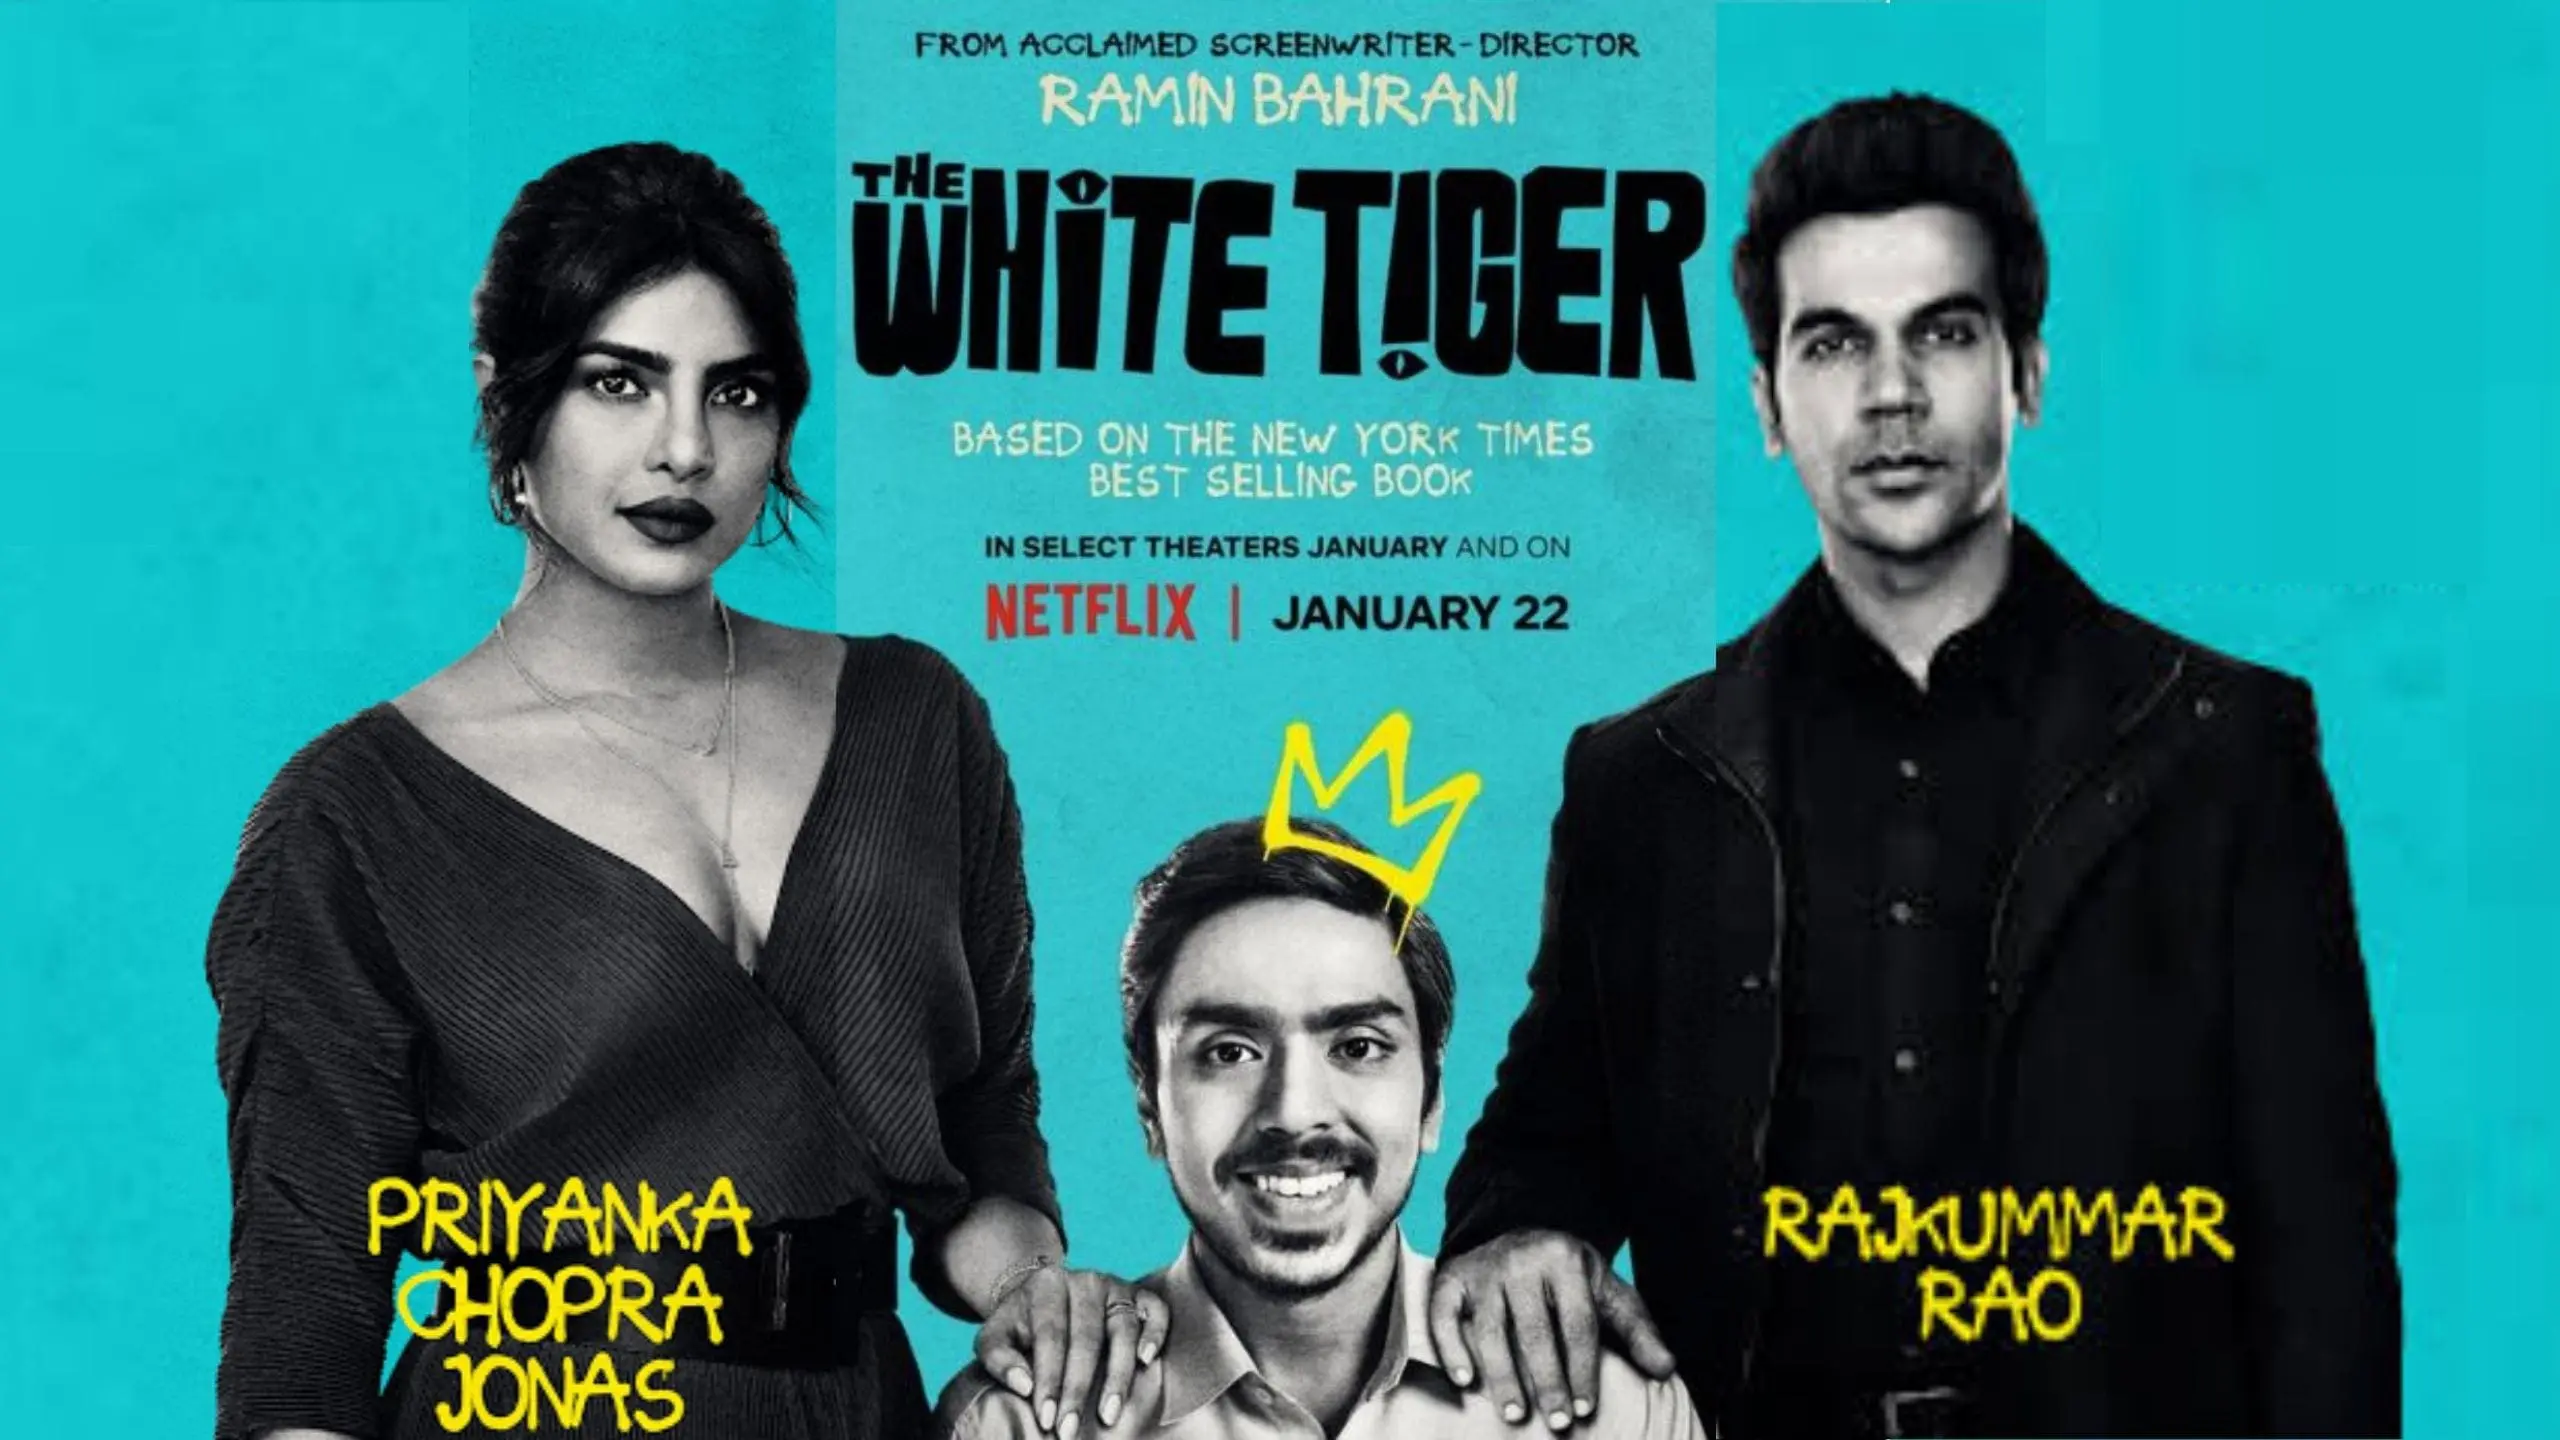 FROM ACCLAIMED SCREENWRITER-DIRECTOR
RAMIN BAHRANI
THE
WHITE TIGER
BASED ON THE NEW YORK TIMES
BEST SELLING BOOK
IN SELECT THEATERS JANUARY AND ON
NETFLIX | JANUARY 22
PRIYANKA
CHOPRA
JONAS
RAJKUMMAR
RAO